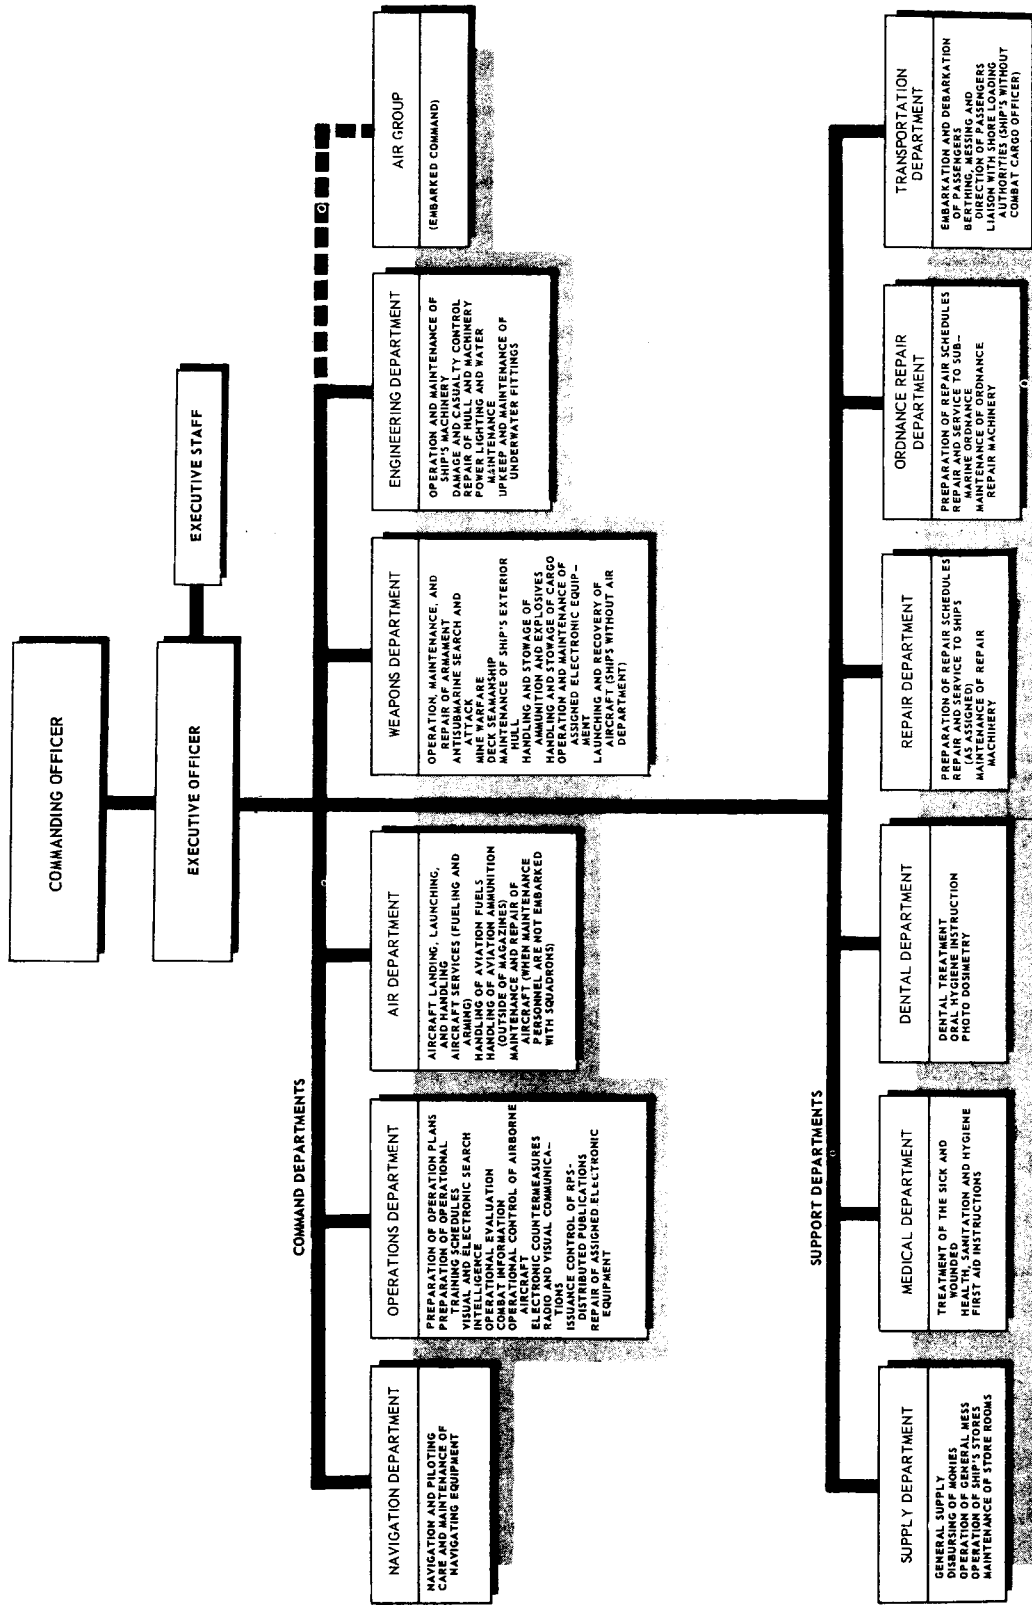 COMMANDING OFFICER
EXECUTIVE OFFICER
EXECUTIVE STAFF
COMMAND DEPARTMENTS
NAVIGATION DEPARTMENT
NAVIGATION AND PILOTING
CARE AND MAINTENANCE OF
NAVIGATING EQUIPMENT
OPERATIONS DEPARTMENT
PREPARATION OF OPERATION PLANS
PREPARATION OF OPERATIONAL
TRAINING SCHEDULES
VISUAL AND ELECTRONIC SEARCH
INTELLIGENCE
OPERATIONAL EVALUATION
COMBAT INFORMATION
OPERATIONAL CONTROL OF AIRBORNE
AIRCRAFT
ELECTRONIC COUNTERMEASURES
RADIO AND VISUAL COMMUNICA-
TIONS
ISSUANCE CONTROL OF RPS-
DISTRIBUTED PUBLICATIONS
REPAIR OF ASSIGNED ELECTRONIC
EQUIPMENT
AIR DEPARTMENT
AIRCRAFT LANDING, LAUNCHING,
AND HANDLING
AIRCRAFT SERVICES (FUELING AND
ARMING)
HANDLING OF AVIATION FUELS
HANDLING OF AVIATION AMMUNITION
(OUTSIDE OF MAGAZINES)
MAINTENANCE AND REPAIR OF
AIRCRAFT (WHEN MAINTENANCE
PERSONNEL ARE NOT EMBARKED
WITH SQUADRONS)
WEAPONS DEPARTMENT
OPERATION, MAINTENANCE, AND
REPAIR OF ARMAMENT
ANTISUBMARINE SEARCH AND
ATTACK
MINE WARFARE
DECK SEAMANSHIP
MAINTENANCE OF SHIP'S EXTERIOR
HULL
HANDLING AND STOWAGE OF
AMMUNITION AND EXPLOSIVES
HANDLING AND STOWAGE OF CARGO
OPERATION AND MAINTENANCE OF
ASSIGNED ELECTRONIC EQUIP-
MENT
LAUNCHING AND RECOVERY OF
AIRCRAFT (SHIPS WITHOUT AIR
DEPARTMENT)
ENGINEERING DEPARTMENT
OPERATION AND MAINTENANCE OF
SHIP'S MACHINERY
DAMAGE AND CASUALTY CONTROL
REPAIR OF HULL AND MACHINERY
POWER LIGHTING AND WATER
MAINTENANCE
UPKEEP AND MAINTENANCE OF
UNDERWATER FITTINGS
AIR GROUP
(EMBARKED COMMAND)
SUPPORT DEPARTMENTS
SUPPLY DEPARTMENT
GENERAL SUPPLY
DISBURSING OF MONIES
OPERATION OF GENERAL MESS
OPERATION OF SHIP'S STORES
MAINTENANCE OF STORE ROOMS
MEDICAL DEPARTMENT
TREATMENT OF THE SICK AND
WOUNDED
HEALTH, SANITATION AND HYGIENE
FIRST AID INSTRUCTIONS
DENTAL DEPARTMENT
DENTAL TREATMENT
ORAL HYGIENE INSTRUCTION
PHOTO DOSIMETRY
REPAIR DEPARTMENT
PREPARATION OF REPAIR SCHEDULES
REPAIR AND SERVICE TO SHIPS
(AS ASSIGNED)
MAINTENANCE OF REPAIR
MACHINERY
ORDNANCE REPAIR
DEPARTMENT
PREPARATION OF REPAIR SCHEDULES
REPAIR AND SERVICE TO SUB-
MARINE ORDNANCE
MAINTENANCE OF ORDNANCE
REPAIR MACHINERY
TRANSPORTATION
DEPARTMENT
EMBARKATION AND DEBARKATION
OF PASSENGERS
BERTHING, MESSING AND
DIRECTION OF PASSENGERS
LIAISON WITH SHORE LOADING
AUTHORITIES (SHIP'S WITHOUT
COMBAT CARGO OFFICER)